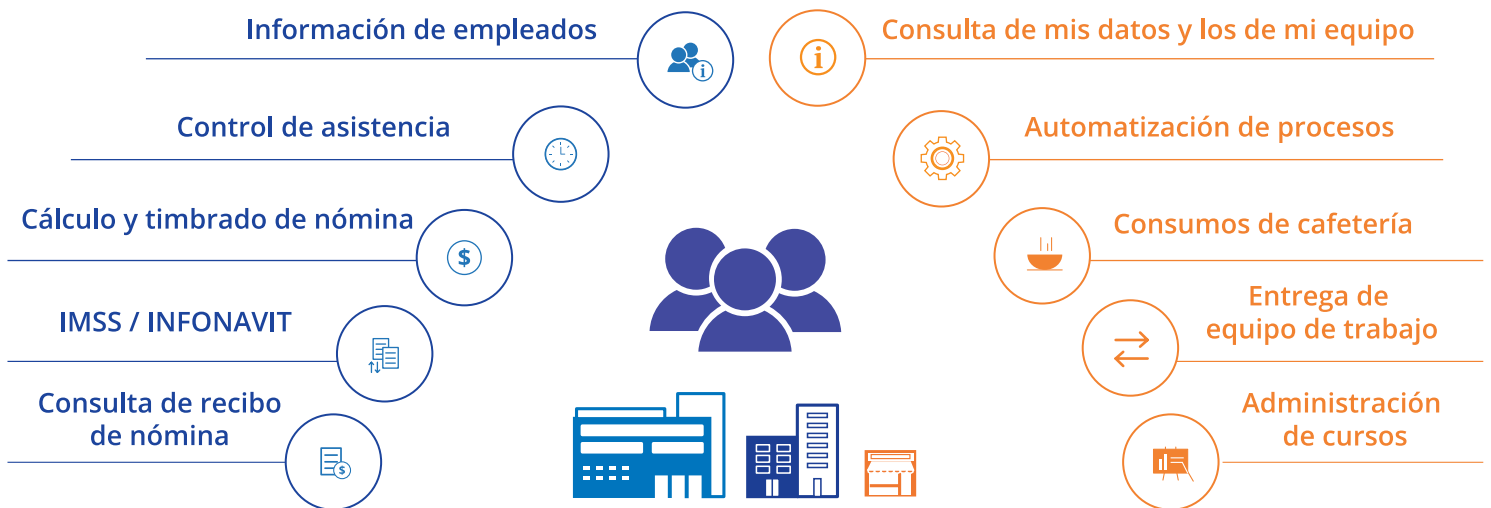 Información de empleados
Control de asistencia
Cálculo y timbrado de nómina
$
IMSS / INFONAVIT
Consulta de recibo
de nómina
$
i
i
Consulta de mis datos y los de mi equipo
Automatización de procesos
Consumos de cafetería
Entrega de
equipo de trabajo
Administración
de cursos